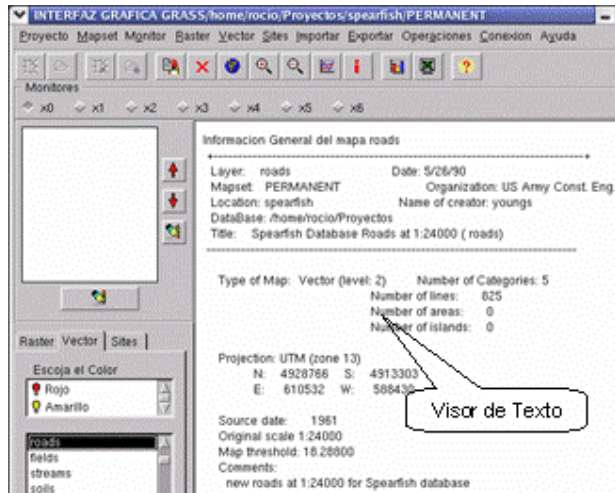 INTERFAZ GRAFICA GRASS/home/rocio/Proyectos/spearfish/PERMANENT
Proyecto Mapset Monitor Raster Vector Sites Importar Exportar Operaciones Conexion Ayuda
Monitores
x0 x1 x2 x3 x4 x5 x6
Informacion General del mapa roads
Layer: roads Date: 5/26/90
Mapset: PERMANENT Organization: US Army Const. Eng.
Location: spearfish Name of creator: youngs
DataBase: /home/rocio/Proyectos
Title: Spearfish Database Roads at 1:24000 ( roads)
Type of Map: Vector (level: 2) Number of Categories: 5
Number of lines: 825
Number of areas: 0
Number of islands: 0
Projection: UTM (zone 13)
N: 4928766 S: 4913303
E: 610532 W: 588430
Source date: 1961
Original scale 1:24000
Map threshold: 18.28800
Comments:
new roads at 1:24000 for Spearfish database
Visor de Texto
Raster Vector Sites
Escoja el Color
Rojo
Amarillo
roads
fields
streams
soils